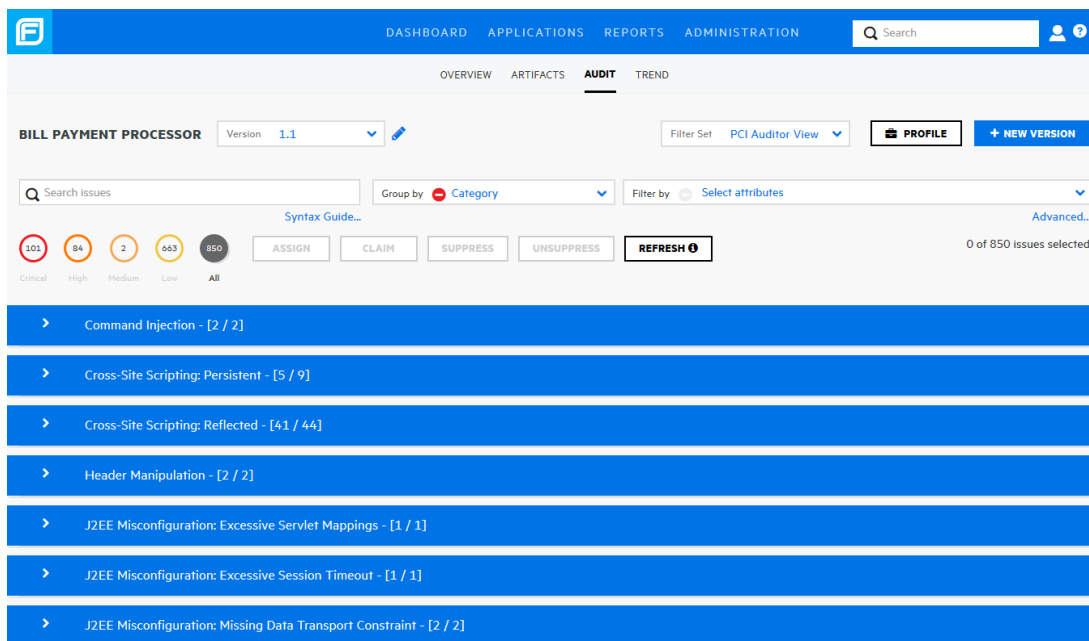 DASHBOARD APPLICATIONS REPORTS ADMINISTRATION Search ?
OVERVIEW ARTIFACTS AUDIT TREND
BILL PAYMENT PROCESSOR Version 1.1 Filter Set PCI Auditor View PROFILE + NEW VERSION
Search issues Group by Category Filter by Select attributes
Syntax Guide... Advanced...
101 84 2 663 850 ASSIGN CLAIM SUPPRESS UNSUPPRESS REFRESH 0 of 850 issues selected
Critical High Medium Low All
Command Injection - [2 / 2]
Cross-Site Scripting: Persistent - [5 / 9]
Cross-Site Scripting: Reflected - [41 / 44]
Header Manipulation - [2 / 2]
J2EE Misconfiguration: Excessive Servlet Mappings - [1 / 1]
J2EE Misconfiguration: Excessive Session Timeout - [1 / 1]
J2EE Misconfiguration: Missing Data Transport Constraint - [2 / 2]